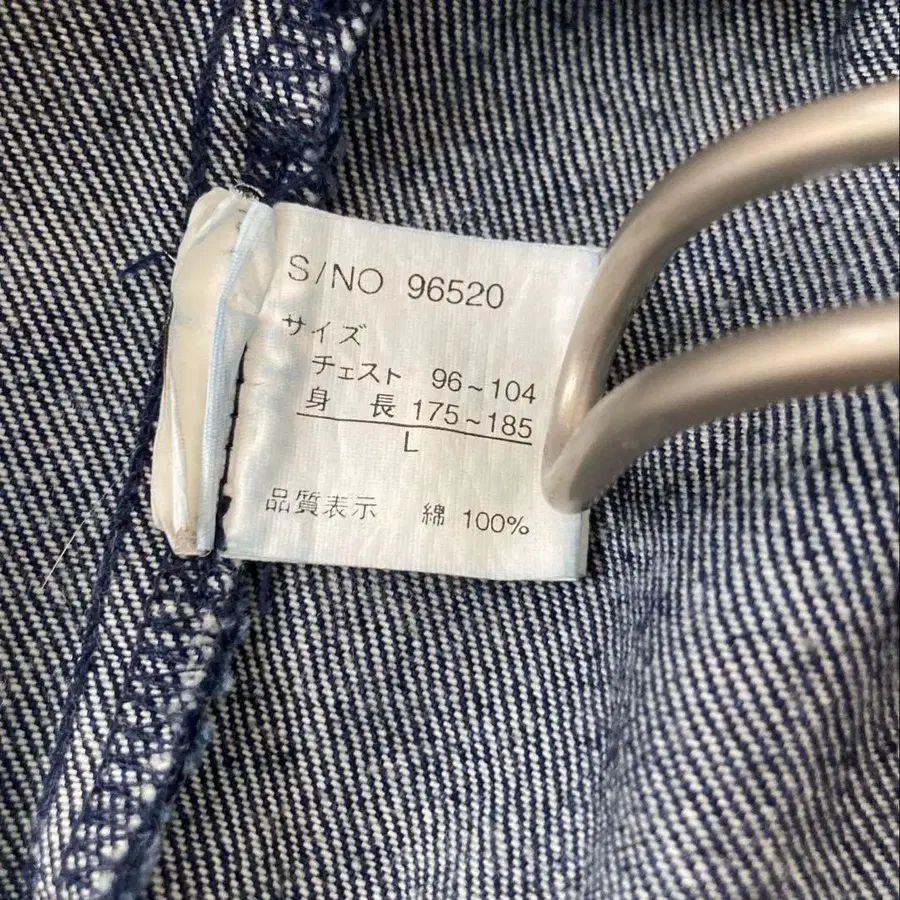 S/NO 96520
サイズ
チェスト 96~104
身長 175~185
L
品質表示 綿 100%